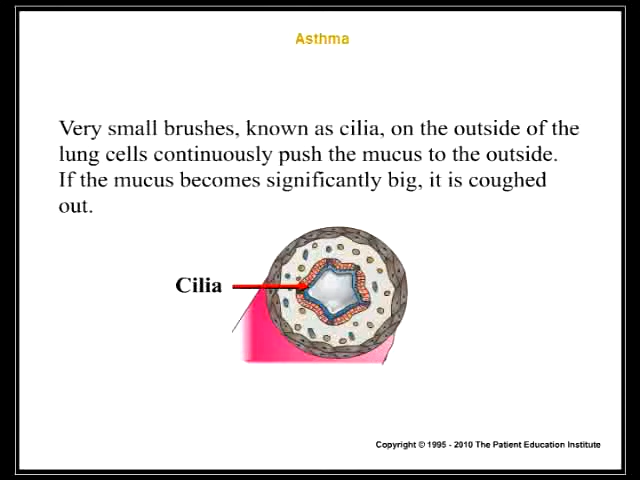 Asthma
Very small brushes, known as cilia, on the outside of the
lung cells continuously push the mucus to the outside.
If the mucus becomes significantly big, it is coughed
out.
Cilia
Copyright © 1995 - 2010 The Patient Education Institute